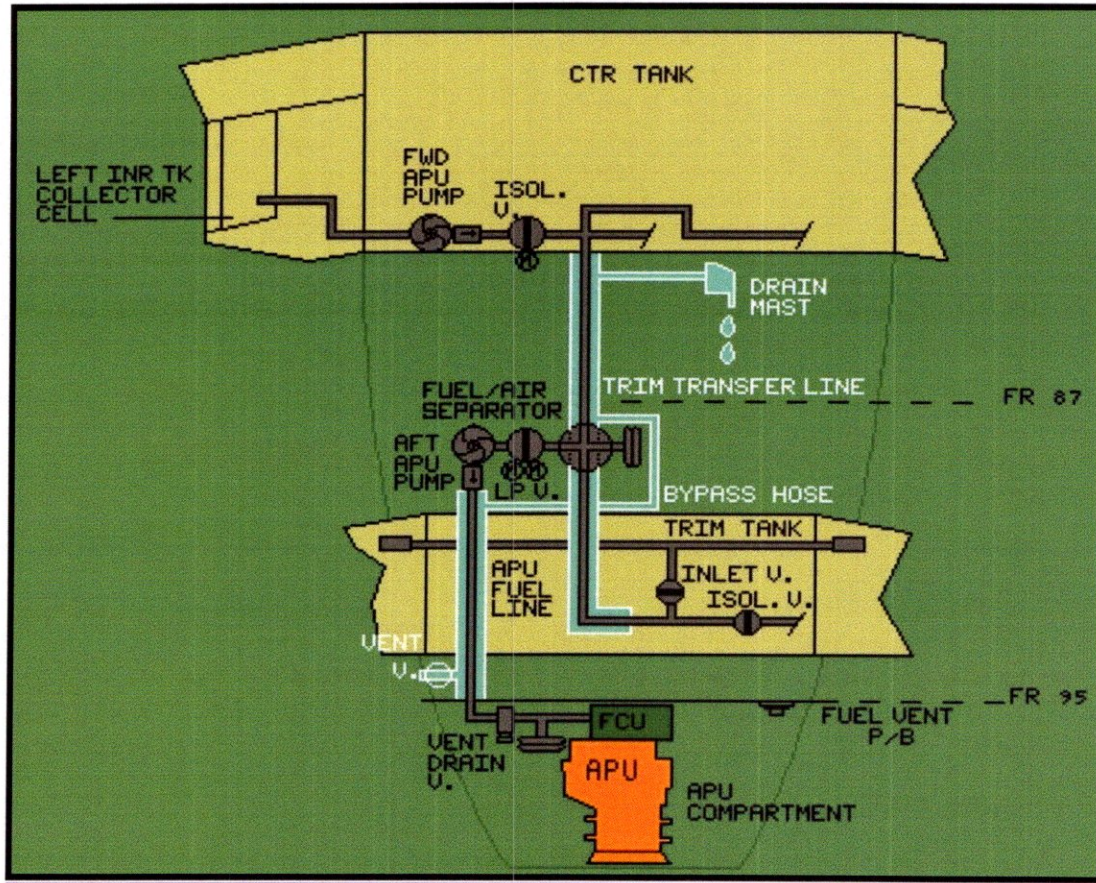 CTR TANK
FWD
APU
PUMP
ISOL.
V.
LEFT INR TK
COLLECTOR
CELL
DRAIN
MAST
TRIM TRANSFER LINE
FR 87
FUEL/AIR
SEPARATOR
AFT
APU
PUMP
LP V.
BYPASS HOSE
TRIM TANK
APU
FUEL
LINE
INLET V.
ISOL. V.
VENT
V.
FR 95
FCU
FUEL VENT
P/B
VENT
DRAIN
V.
APU
APU
COMPARTMENT